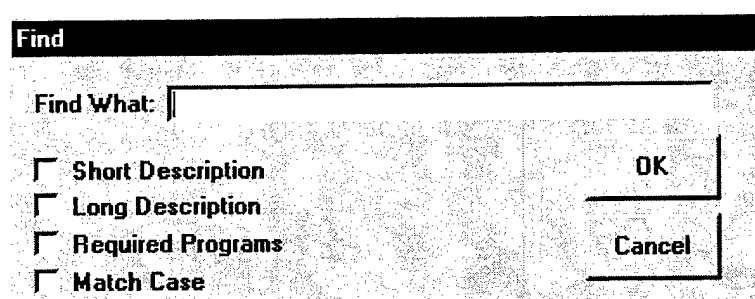 Find
Find What:
Short Description
Long Description
Required Programs
Match Case
OK
Cancel